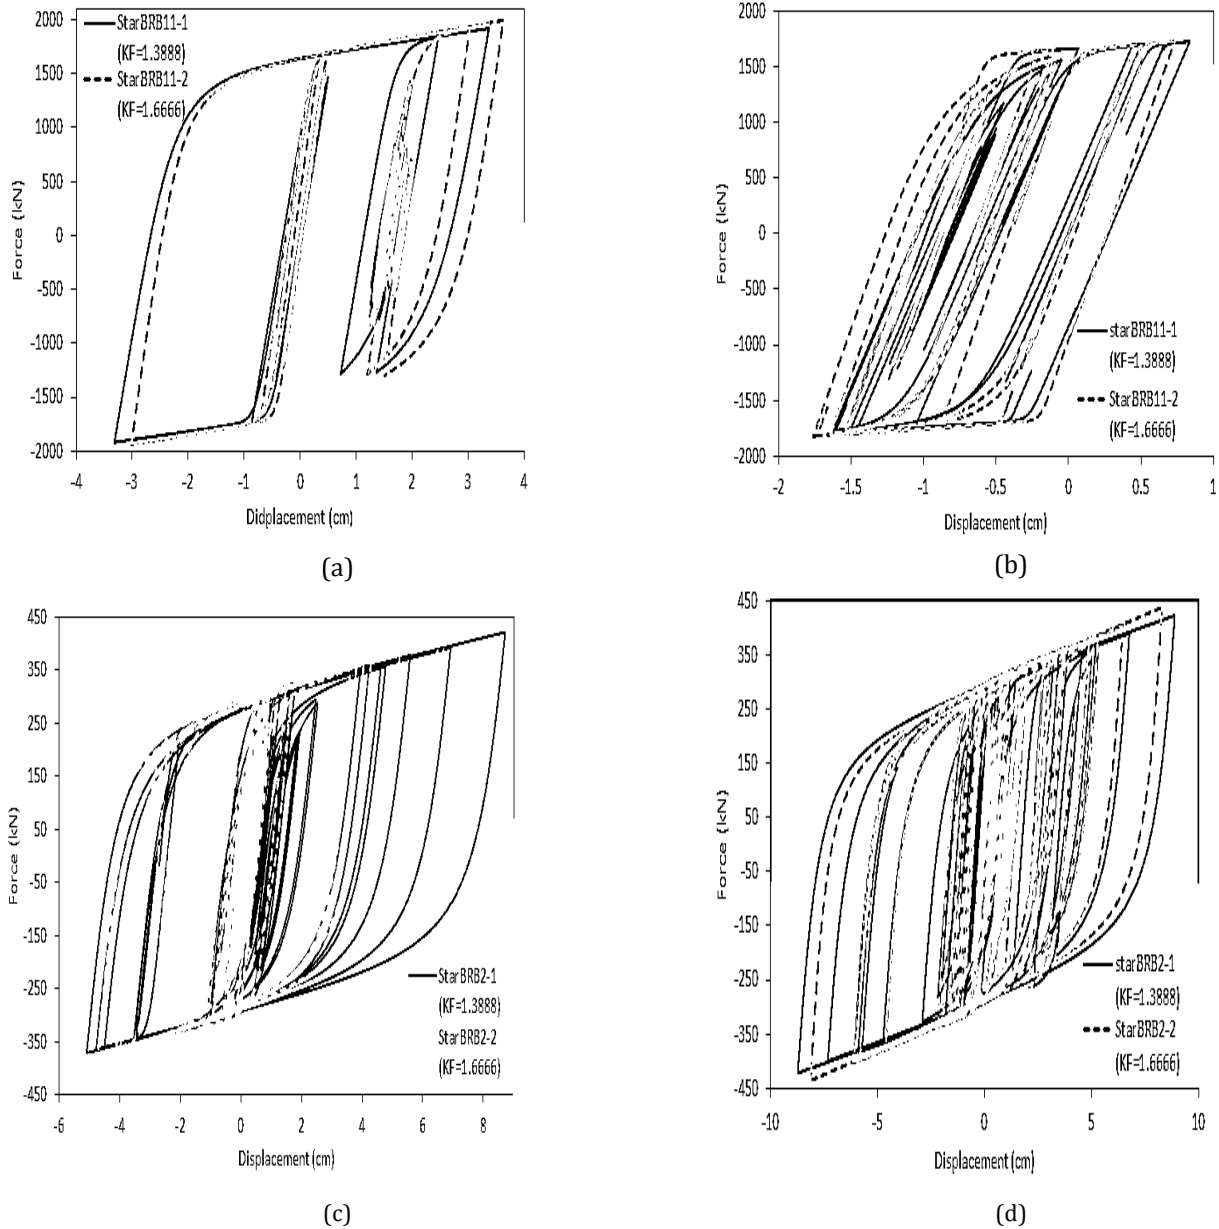 2000
1500
1000
500
0
-500
-1000
-1500
-2000
Force {kN)
StarBRB11-1
(KF=1.3888)
StarBRB11-2
(KF=1.6666)
-4 -3 -2 -1 0 1 2 3 4
Didplacement (cm)
(a)
2000
1500
1000
500
0
-500
-1000
-1500
-2000
Force {kN)
starBRB11-1
(KF=1.3888)
StarBRB11-2
(KF=1.6666)
-2 -1.5 -1 -0.5 0 0.5 1
Displacement (cm)
(b)
450
350
250
150
50
-50
-150
-250
-350
-450
Force {kN)
StarBRB2-1
(KF=1.3888)
StarBRB2-2
(KF=1.6666)
-6 -4 -2 0 2 4 6 8
Displacement (cm)
(c)
450
350
250
150
50
-50
-150
-250
-350
-450
Force {kN)
starBRB2-1
(KF=1.3888)
StarBRB2-2
(KF=1.6666)
-10 -5 0 5 10
Displacement (cm)
(d)